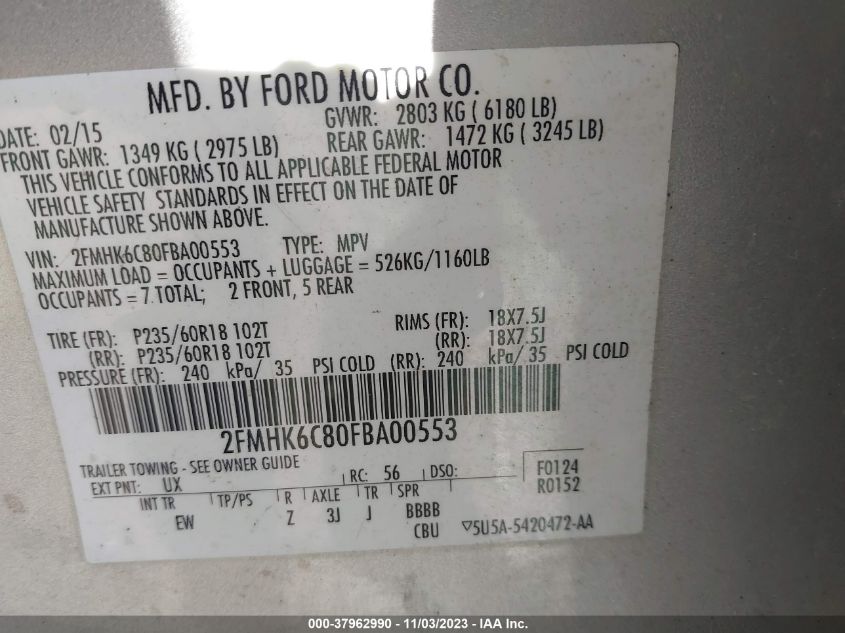 MFD. BY FORD MOTOR CO.
DATE: 02/15 GVWR: 2803 KG ( 6180 LB)
FRONT GAWR: 1349 KG ( 2975 LB) REAR GAWR: 1472 KG ( 3245 LB)
THIS VEHICLE CONFORMS TO ALL APPLICABLE FEDERAL MOTOR
VEHICLE SAFETY STANDARDS IN EFFECT ON THE DATE OF
MANUFACTURE SHOWN ABOVE.
VIN: 2FMHK6C80FBA00553 TYPE: MPV
MAXIMUM LOAD = OCCUPANTS + LUGGAGE = 526KG/1160LB
OCCUPANTS = 7 TOTAL; 2 FRONT, 5 REAR
TIRE (FR): P235/60R18 102T RIMS (FR): 18X7.5J
(RR): P235/60R18 102T (RR): 18X7.5J
PRESSURE (FR): 240 kPa/ 35 PSI COLD (RR): 240 kPa/ 35 PSI COLD
2FMHK6C80FBA00553
TRAILER TOWING - SEE OWNER GUIDE
EXT PNT: UX RC: 56 DSO: F0124
R0152
INT TR TP/PS R AXLE TR SPR
EW Z 3J J BBBB
CBU ▽5U5A-5420472-AA
000-37962990 - 11/03/2023 - IAA Inc.